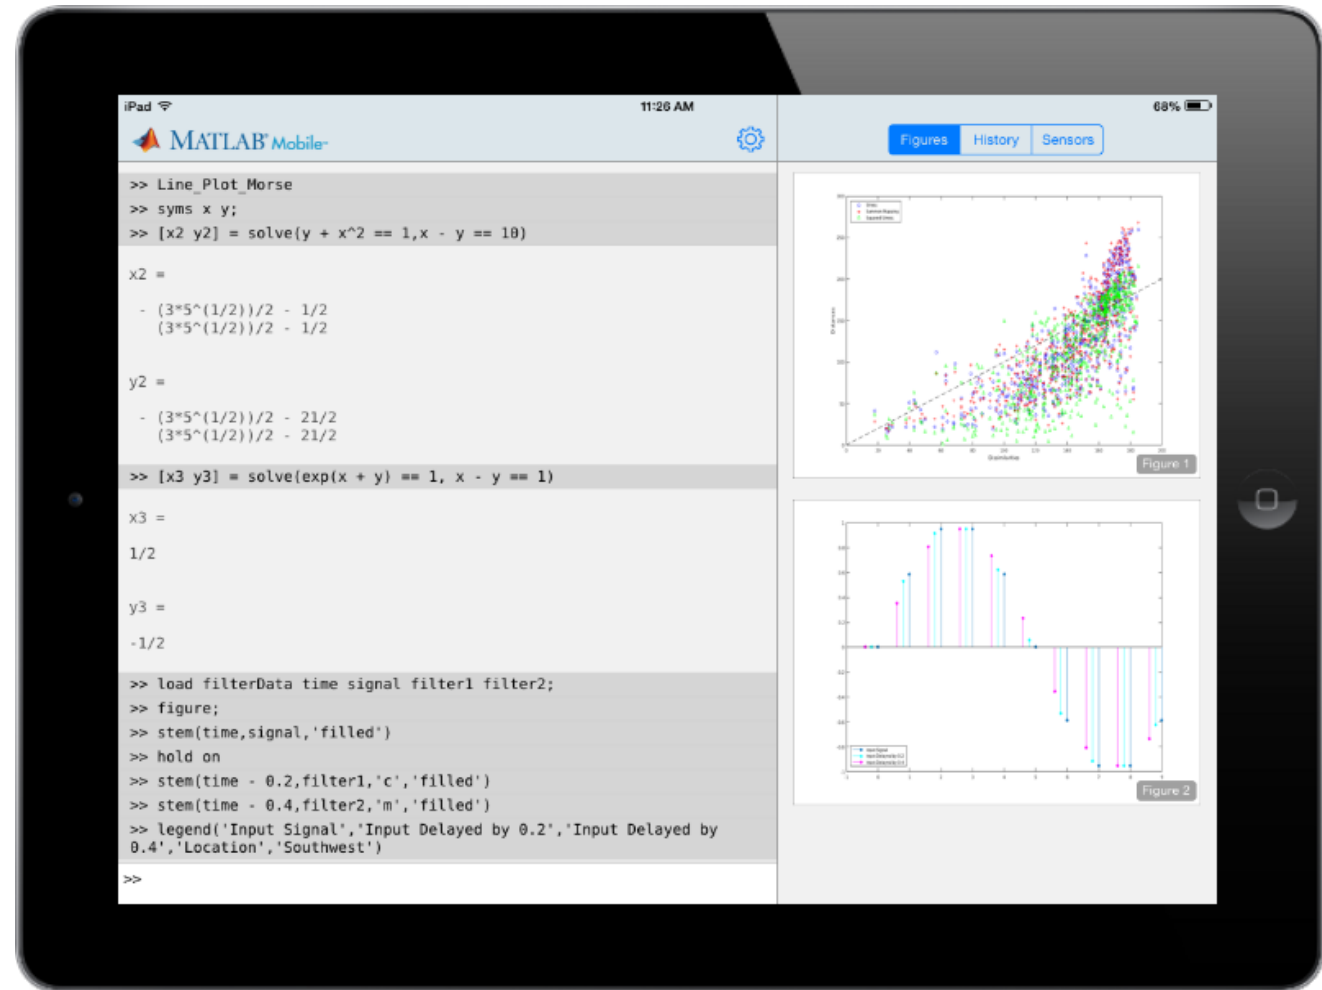 iPad 11:26 AM 68%
MATLAB® Mobile™
Figures History Sensors
>> Line_Plot_Morse
>> syms x y;
>> [x2 y2] = solve(y + x^2 == 1,x - y == 10)
x2 =
- (3*5^(1/2))/2 - 1/2
(3*5^(1/2))/2 - 1/2
y2 =
- (3*5^(1/2))/2 - 21/2
(3*5^(1/2))/2 - 21/2
>> [x3 y3] = solve(exp(x + y) == 1, x - y == 1)
x3 =
1/2
y3 =
-1/2
>> load filterData time signal filter1 filter2;
>> figure;
>> stem(time,signal,'filled')
>> hold on
>> stem(time - 0.2,filter1,'c','filled')
>> stem(time - 0.4,filter2,'m','filled')
>> legend('Input Signal','Input Delayed by 0.2','Input Delayed by
0.4','Location','Southwest')
>>
Figure 1
Figure 2